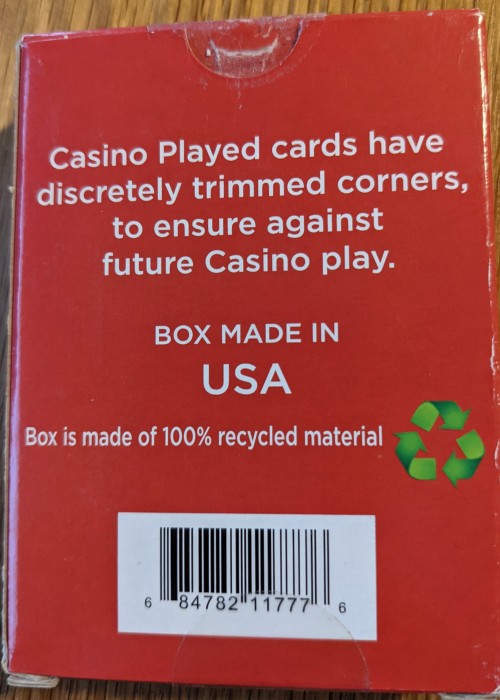 Casino Played cards have
discretely trimmed corners,
to ensure against
future Casino play.
BOX MADE IN
USA
Box is made of 100% recycled material
6 84782 11777 6